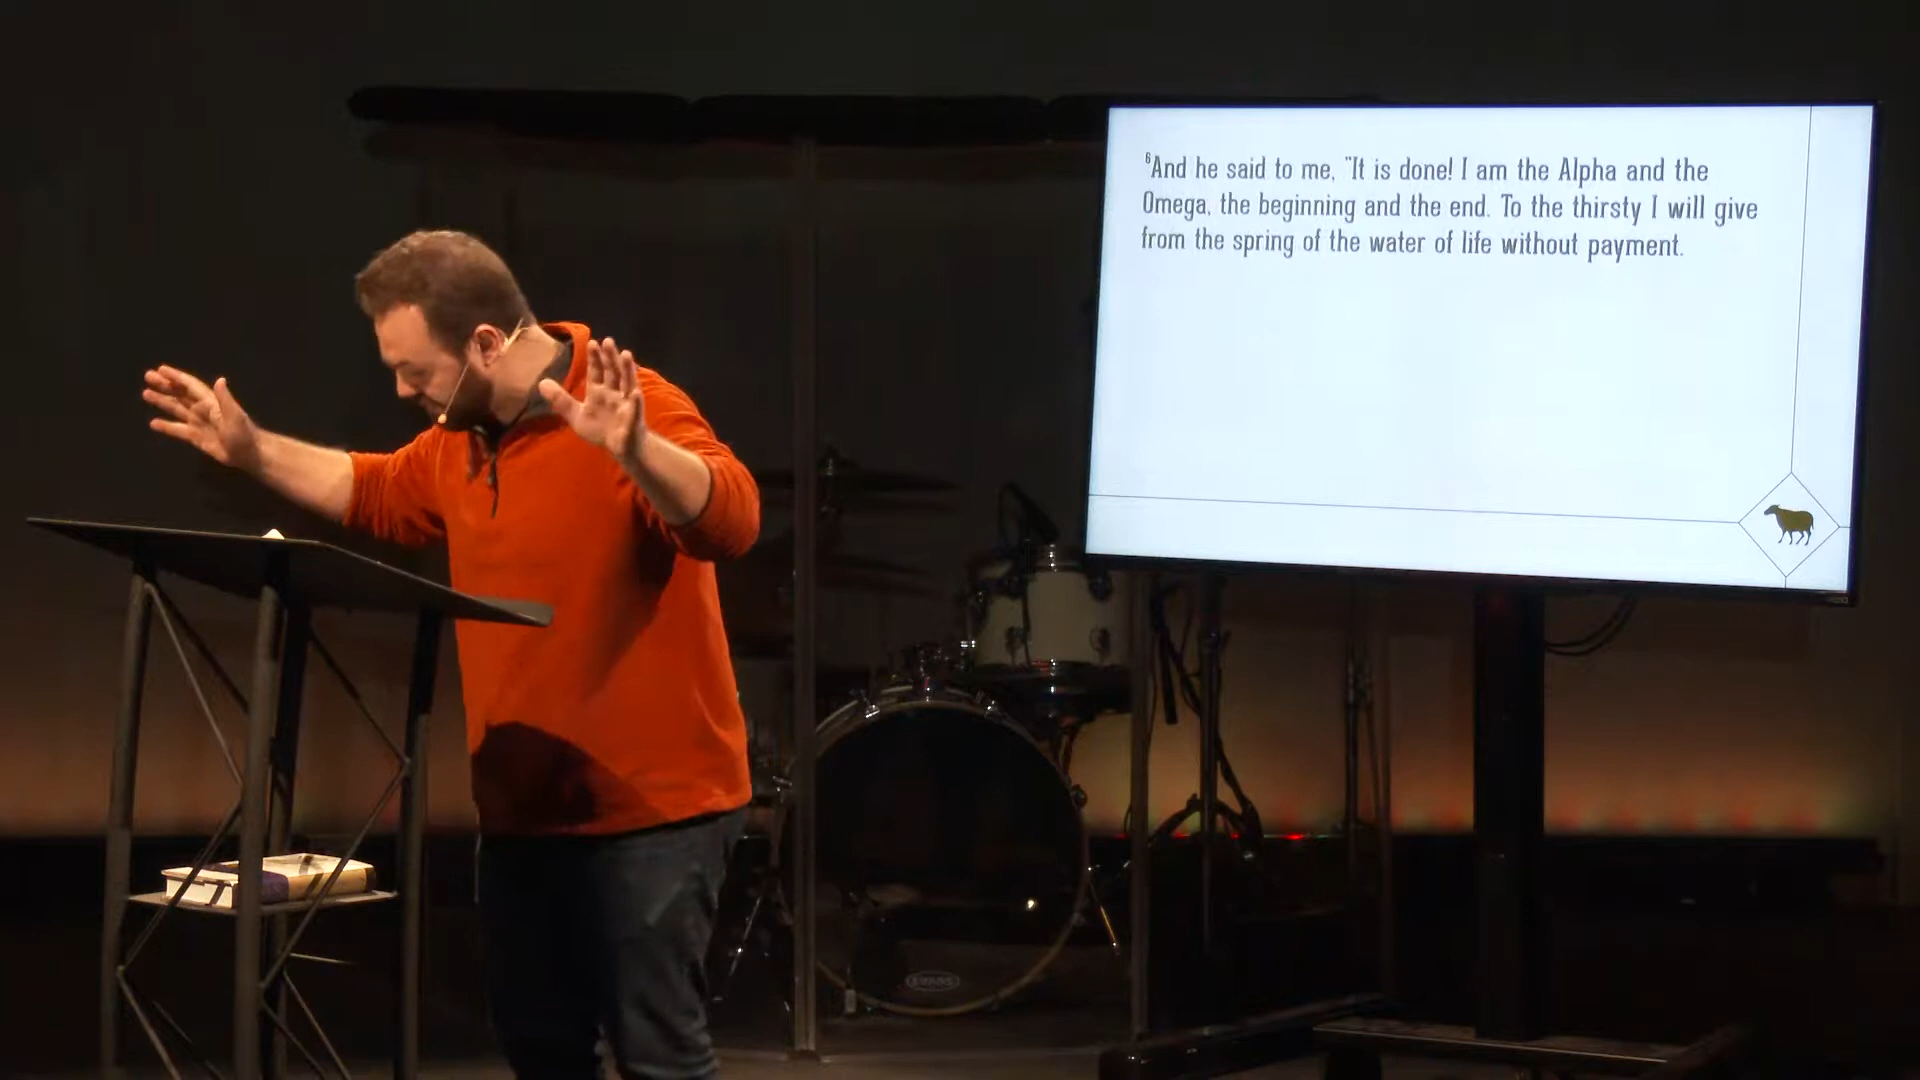 ⁶And he said to me, "It is done! I am the Alpha and the
Omega, the beginning and the end. To the thirsty I will give
from the spring of the water of life without payment.